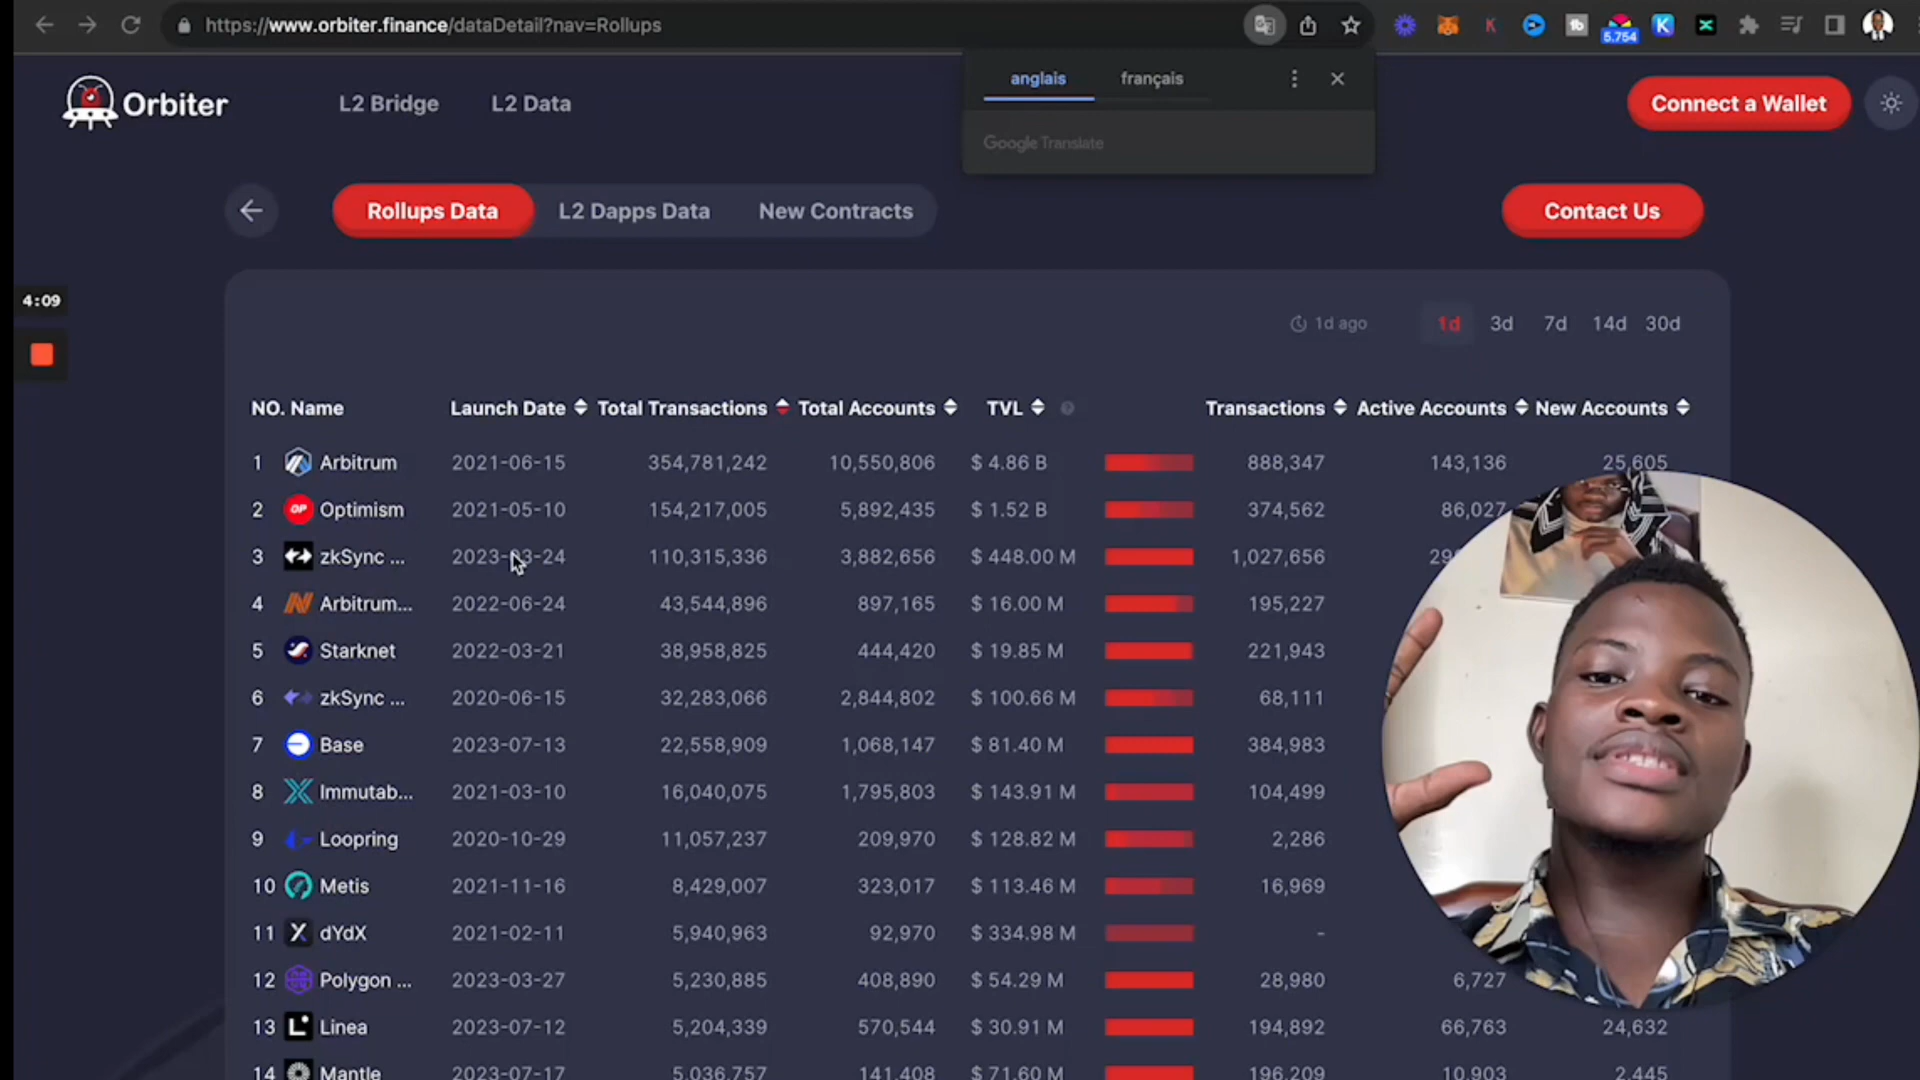 https://www.orbiter.finance/dataDetail?nav=Rollups
5.754
anglais français
Google Translate
Orbiter L2 Bridge L2 Data Connect a Wallet
Rollups Data L2 Dapps Data New Contracts Contact Us
4:09
1d ago 1d 3d 7d 14d 30d
NO. Name Launch Date Total Transactions Total Accounts TVL Transactions Active Accounts New Accounts
1 Arbitrum 2021-06-15 354,781,242 10,550,806 $ 4.86 B 888,347 143,136 25,605
2 OP Optimism 2021-05-10 154,217,005 5,892,435 $ 1.52 B 374,562 86,027
3 zkSync ... 2023-03-24 110,315,336 3,882,656 $ 448.00 M 1,027,656
4 Arbitrum... 2022-06-24 43,544,896 897,165 $ 16.00 M 195,227
5 Starknet 2022-03-21 38,958,825 444,420 $ 19.85 M 221,943
6 zkSync ... 2020-06-15 32,283,066 2,844,802 $ 100.66 M 68,111
7 Base 2023-07-13 22,558,909 1,068,147 $ 81.40 M 384,983
8 Immutab... 2021-03-10 16,040,075 1,795,803 $ 143.91 M 104,499
9 Loopring 2020-10-29 11,057,237 209,970 $ 128.82 M 2,286
10 Metis 2021-11-16 8,429,007 323,017 $ 113.46 M 16,969
11 dYdX 2021-02-11 5,940,963 92,970 $ 334.98 M -
12 Polygon ... 2023-03-27 5,230,885 408,890 $ 54.29 M 28,980 6,727
13 Linea 2023-07-12 5,204,339 570,544 $ 30.91 M 194,892 66,763 24,632
14 Mantle 2023-07-17 5,036,757 141,408 $ 71.60 M 196,209 10,903 2,445